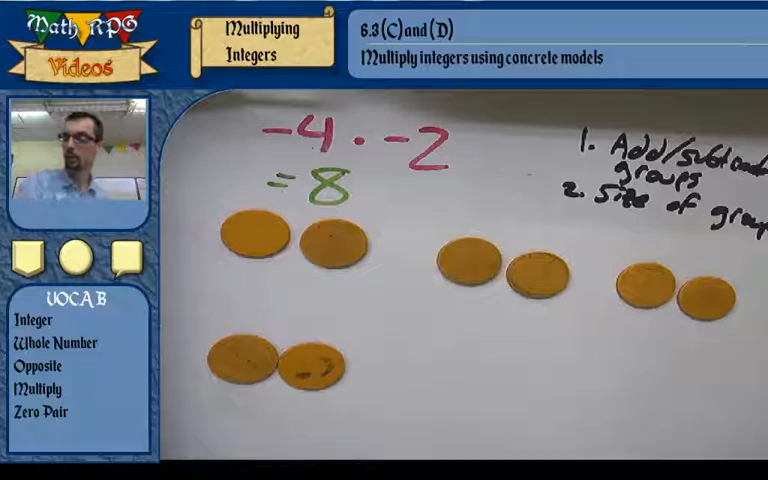 Math RPG
Videos
Multiplying
Integers
6.3(C) and (D)
Multiply integers using concrete models
-4 · -2
= 8
1. Add/subtract
groups
2. Size of group
VOCAB
Integer
Whole Number
Opposite
Multiply
Zero Pair